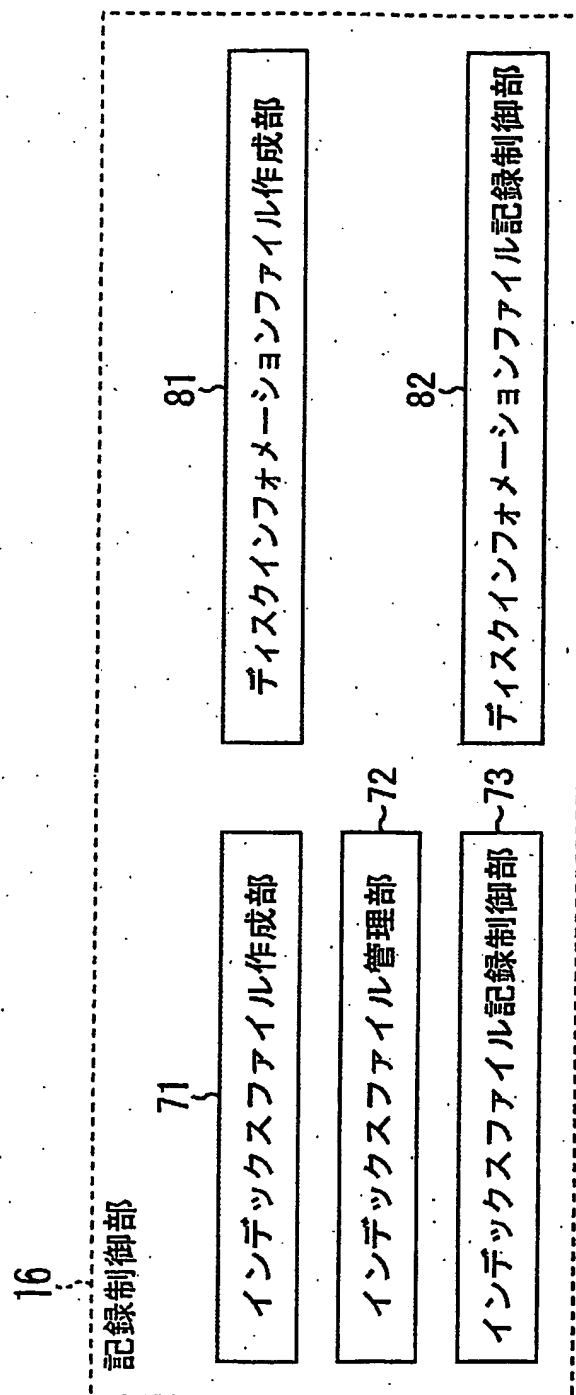 16
記録制御部
71
インデックスファイル作成部
インデックスファイル管理部
~72
インデックスファイル記録制御部
~73
81
ディスクインフォメーションファイル作成部
82
ディスクインフォメーションファイル記録制御部